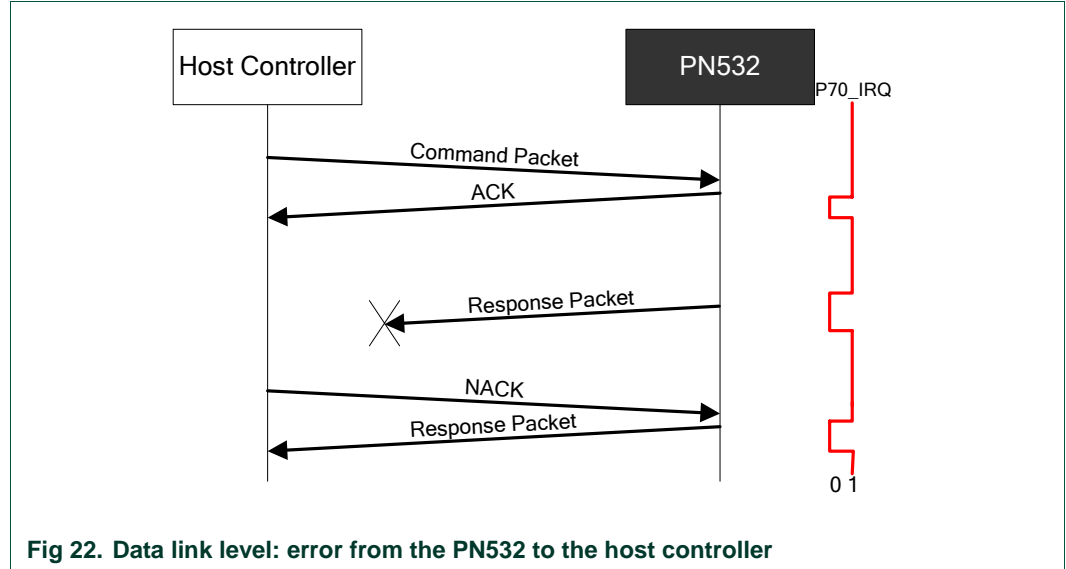 Host Controller
PN532
P70_IRQ
Command Packet
ACK
Response Packet
NACK
Response Packet
0 1
Fig 22. Data link level: error from the PN532 to the host controller